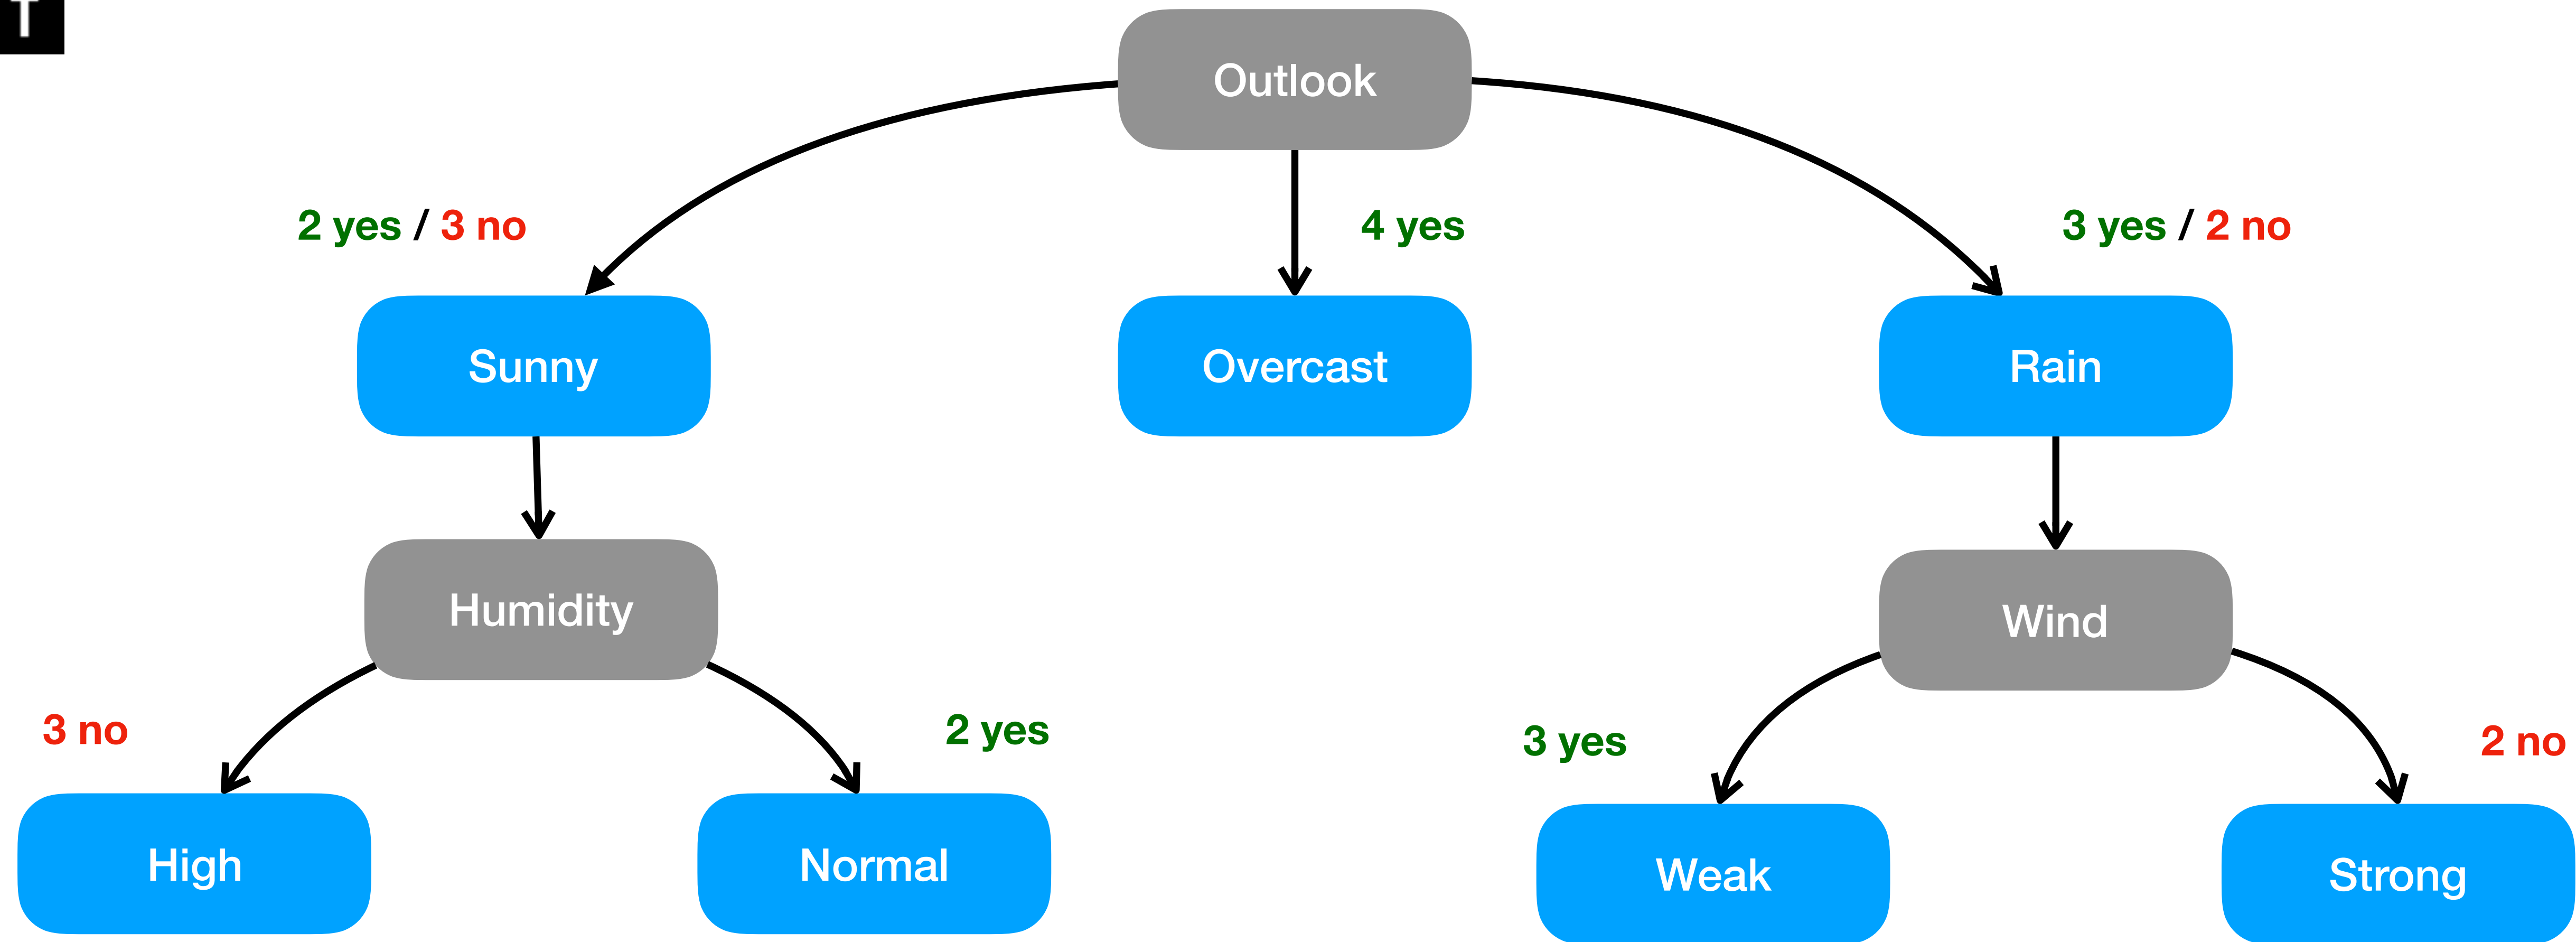 T
Outlook
2 yes / 3 no
4 yes
3 yes / 2 no
Sunny
Overcast
Rain
Humidity
Wind
3 no
2 yes
3 yes
2 no
High
Normal
Weak
Strong